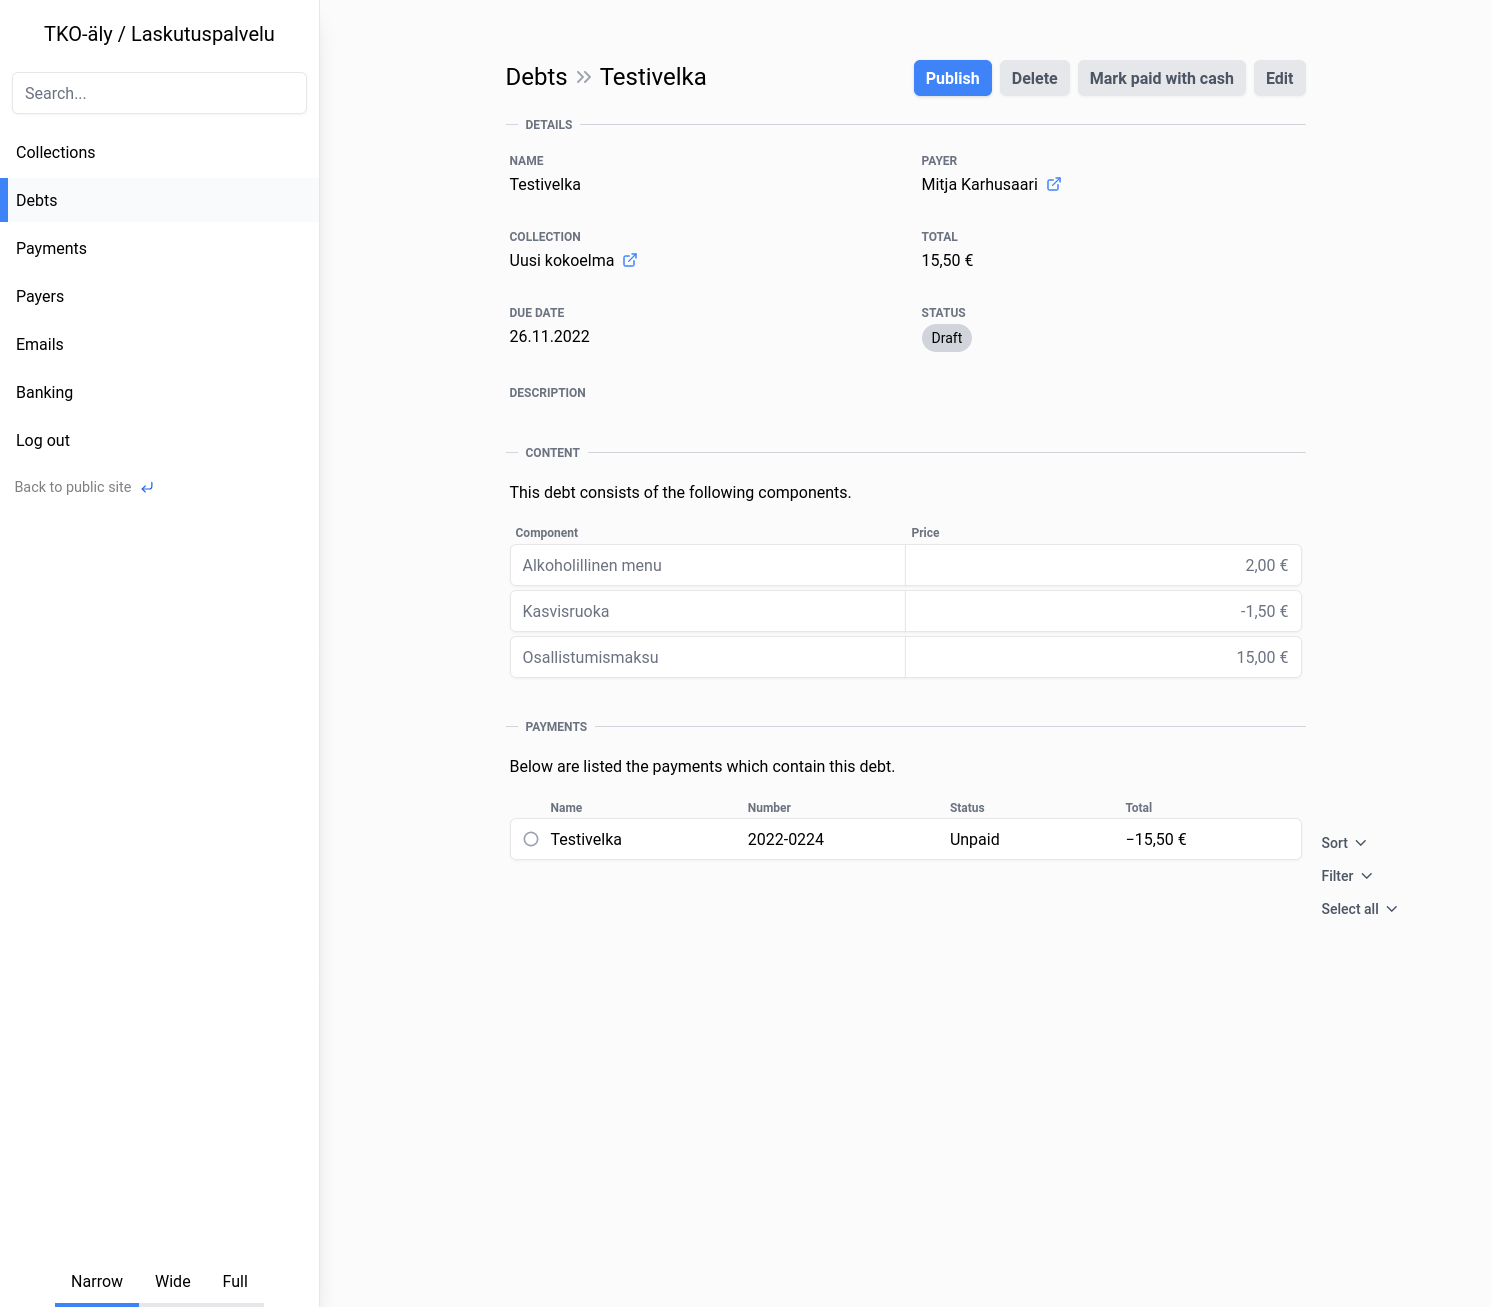 TKO-äly / Laskutuspalvelu
Search...
Collections
Debts
Payments
Payers
Emails
Banking
Log out
Back to public site
Narrow Wide Full
Debts » Testivelka
Publish Delete Mark paid with cash Edit
DETAILS
NAME PAYER
Testivelka Mitja Karhusaari
COLLECTION TOTAL
Uusi kokoelma 15,50 €
DUE DATE STATUS
26.11.2022 Draft
DESCRIPTION
CONTENT
This debt consists of the following components.
Component Price
Alkoholillinen menu 2,00 €
Kasvisruoka -1,50 €
Osallistumismaksu 15,00 €
PAYMENTS
Below are listed the payments which contain this debt.
Name Number Status Total
Testivelka 2022-0224 Unpaid −15,50 €
Sort
Filter
Select all